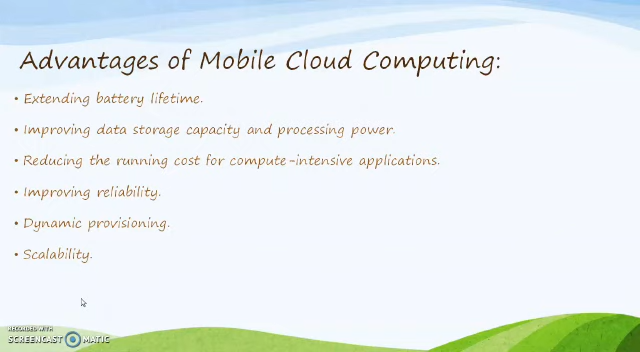 Advantages of Mobile Cloud Computing:
• Extending battery lifetime.
• Improving data storage capacity and processing power.
• Reducing the running cost for compute-intensive applications.
• Improving reliability.
• Dynamic provisioning.
• Scalability.
RECORDED WITH
SCREENCAST MATIC